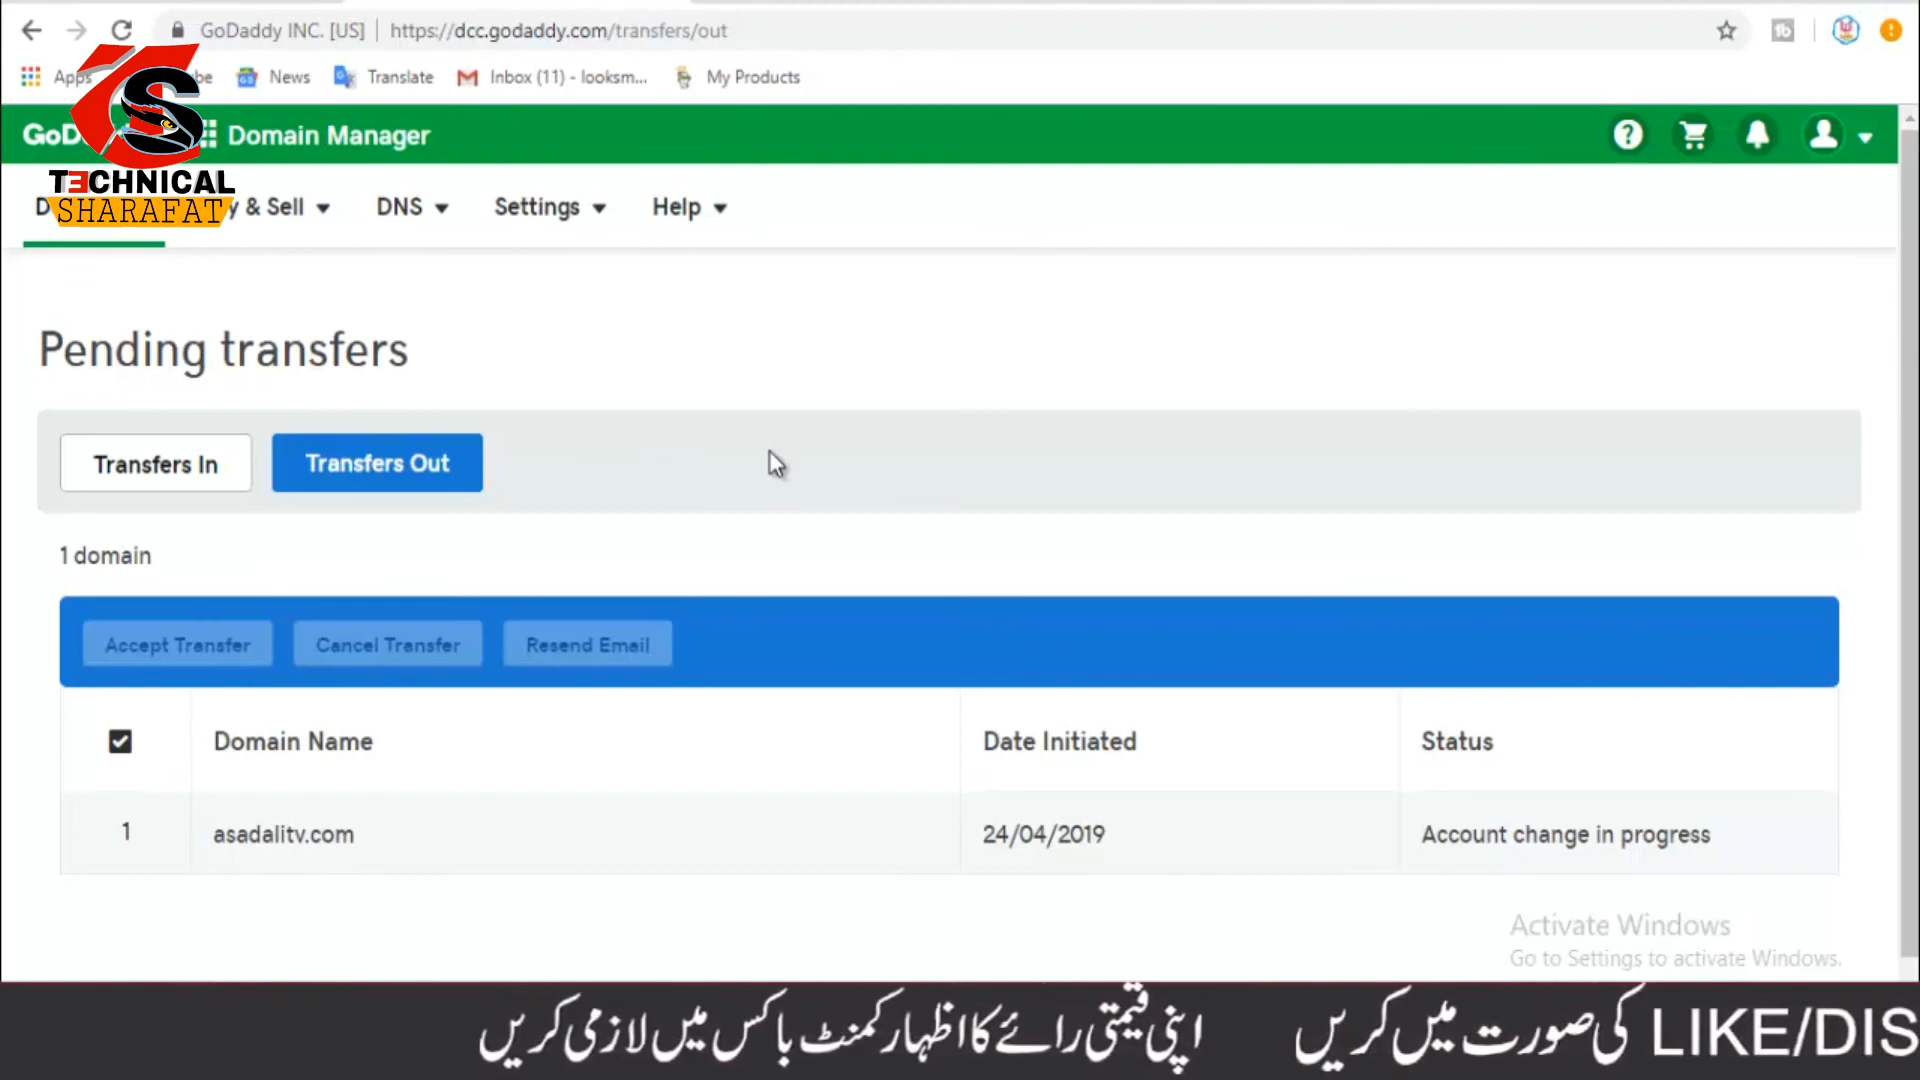 GoDaddy INC. [US] | https://dcc.godaddy.com/transfers/out
Apps be News Translate Inbox (11) - looksm... My Products
GoD Domain Manager
TECHNICAL
SHARAFAT
D y & Sell DNS Settings Help
Pending transfers
Transfers In Transfers Out
1 domain
Accept Transfer Cancel Transfer Resend Email
Domain Name Date Initiated Status
1 asadalitv.com 24/04/2019 Account change in progress
Activate Windows
Go to Settings to activate Windows.
LIKE/DIS کی صورت میں کریں اپنی قیمتی رائے کا اظہار کمنٹ باکس میں لازمی کریں